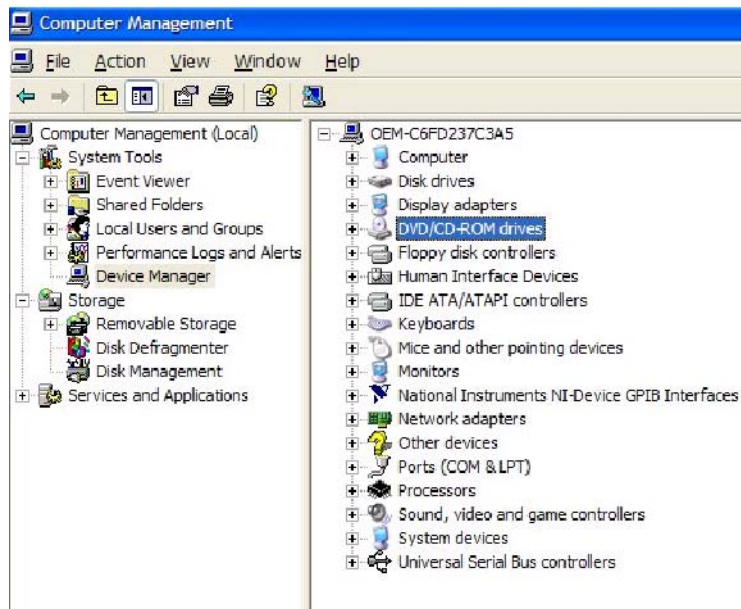 Computer Management
File Action View Window Help
Computer Management (Local)
System Tools
Event Viewer
Shared Folders
Local Users and Groups
Performance Logs and Alerts
Device Manager
Storage
Removable Storage
Disk Defragmenter
Disk Management
Services and Applications
OEM-C6FD237C3A5
Computer
Disk drives
Display adapters
DVD/CD-ROM drives
Floppy disk controllers
Human Interface Devices
IDE ATA/ATAPI controllers
Keyboards
Mice and other pointing devices
Monitors
National Instruments NI-Device GPIB Interfaces
Network adapters
Other devices
Ports (COM & LPT)
Processors
Sound, video and game controllers
System devices
Universal Serial Bus controllers